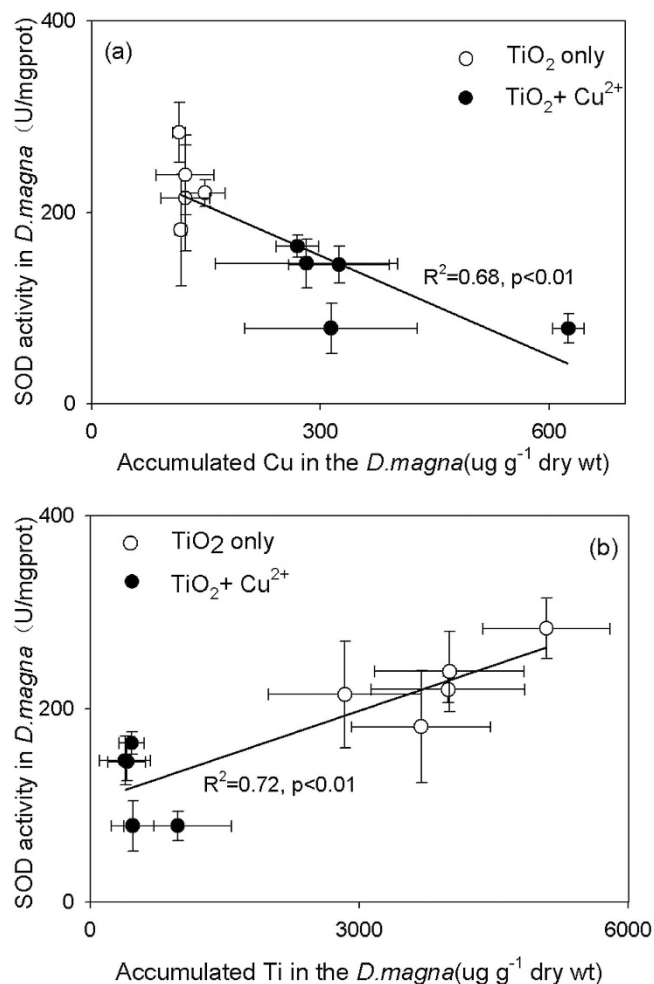 400
(a)
TiO2 only
TiO2+ Cu2+
200
R2=0.68, p<0.01
0
0 300 600
SOD activity in D.magna (U/mgprot)
Accumulated Cu in the D.magna(ug g-1 dry wt)
400
TiO2 only
(b)
TiO2+ Cu2+
200
R2=0.72, p<0.01
0
0 3000 6000
SOD activity in D.magna (U/mgprot)
Accumulated Ti in the D.magna(ug g-1 dry wt)